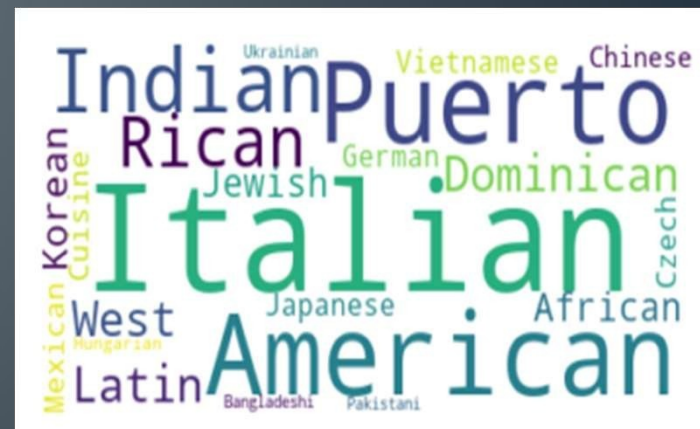 Ukrainian
Indian
Puerto
Vietnamese
Chinese
Rican
German
Korean
Cuisine
Jewish
Dominican
Italian
Czech
Mexican
West
Japanese
African
Hungarian
American
Latin
Bangladeshi
Pakistani